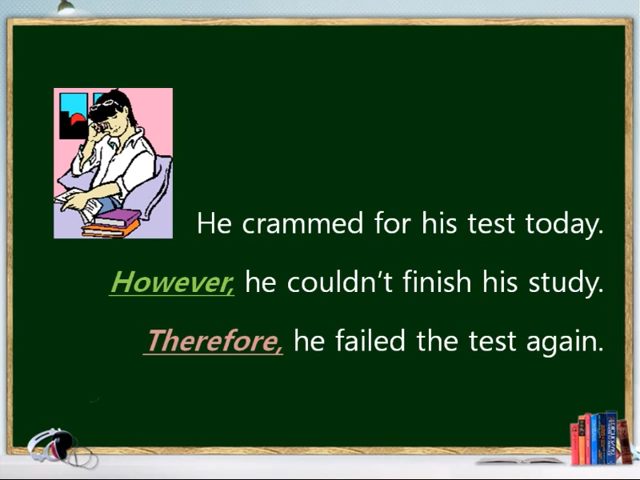 He crammed for his test today.
However, he couldn't finish his study.
Therefore, he failed the test again.